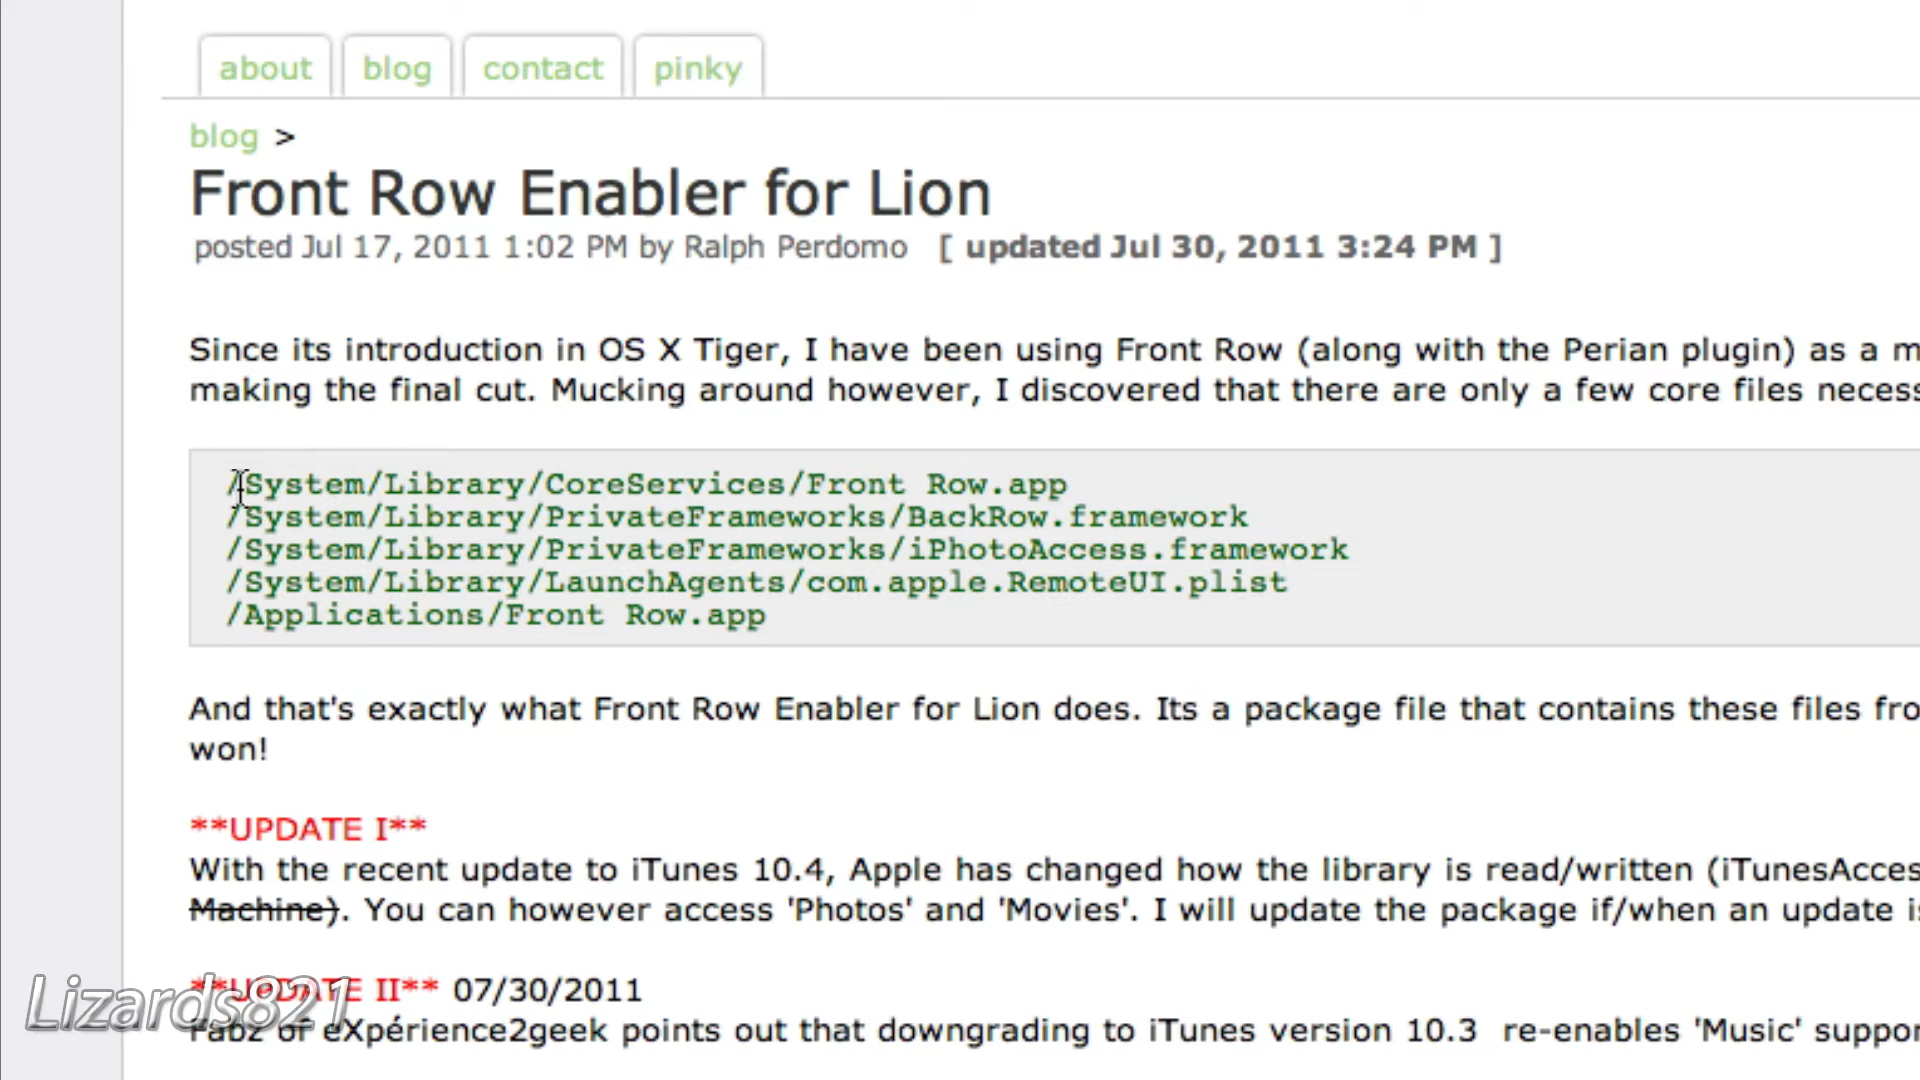 about blog contact pinky
blog >
Front Row Enabler for Lion
posted Jul 17, 2011 1:02 PM by Ralph Perdomo [ updated Jul 30, 2011 3:24 PM ]
Since its introduction in OS X Tiger, I have been using Front Row (along with the Perian plugin) as a m
making the final cut. Mucking around however, I discovered that there are only a few core files necess
/System/Library/CoreServices/Front Row.app
/System/Library/PrivateFrameworks/BackRow.framework
/System/Library/PrivateFrameworks/iPhotoAccess.framework
/System/Library/LaunchAgents/com.apple.RemoteUI.plist
/Applications/Front Row.app
And that's exactly what Front Row Enabler for Lion does. Its a package file that contains these files fro
won!
**UPDATE I**
With the recent update to iTunes 10.4, Apple has changed how the library is read/written (iTunesAcces
Machine). You can however access 'Photos' and 'Movies'. I will update the package if/when an update is
**UPDATE II** 07/30/2011
Fabz of eXpérience2geek points out that downgrading to iTunes version 10.3 re-enables 'Music' suppor
Lizards821